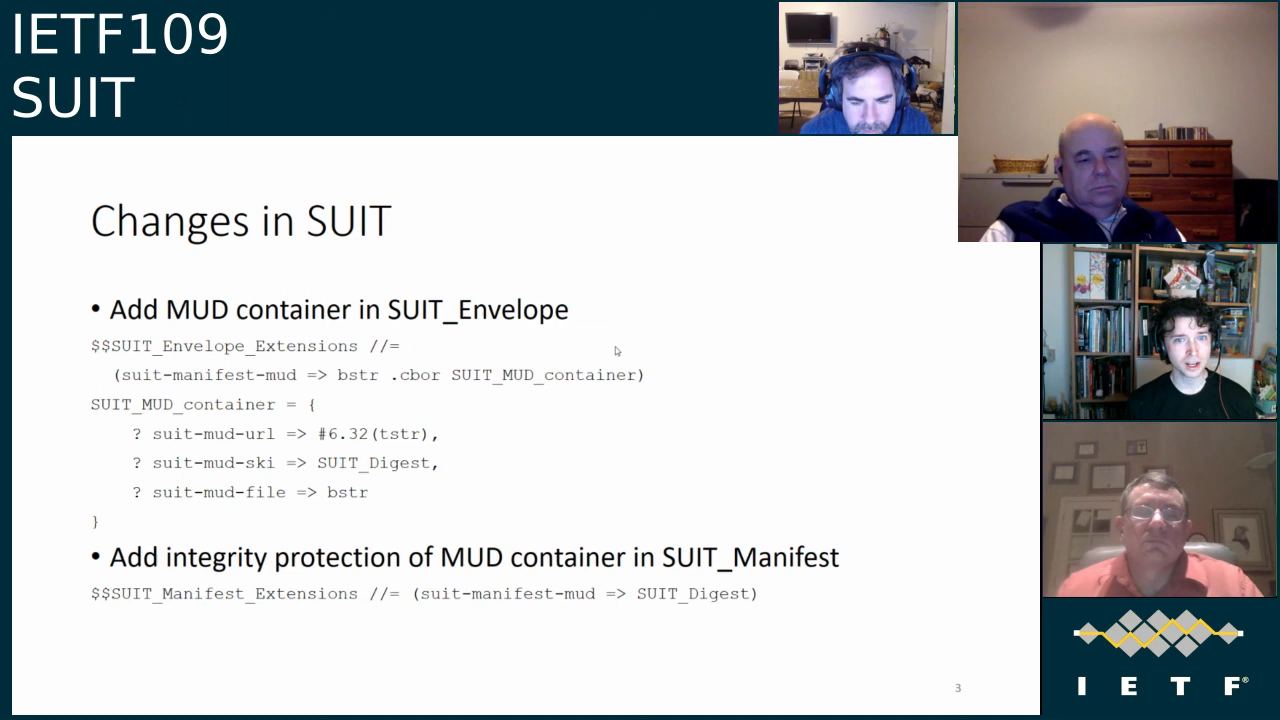 IETF109
SUIT
Changes in SUIT
• Add MUD container in SUIT_Envelope
$$SUIT_Envelope_Extensions //=
(suit-manifest-mud => bstr .cbor SUIT_MUD_container)
SUIT_MUD_container = {
? suit-mud-url => #6.32(tstr),
? suit-mud-ski => SUIT_Digest,
? suit-mud-file => bstr
}
• Add integrity protection of MUD container in SUIT_Manifest
$$SUIT_Manifest_Extensions //= (suit-manifest-mud => SUIT_Digest)
3
I E T F®